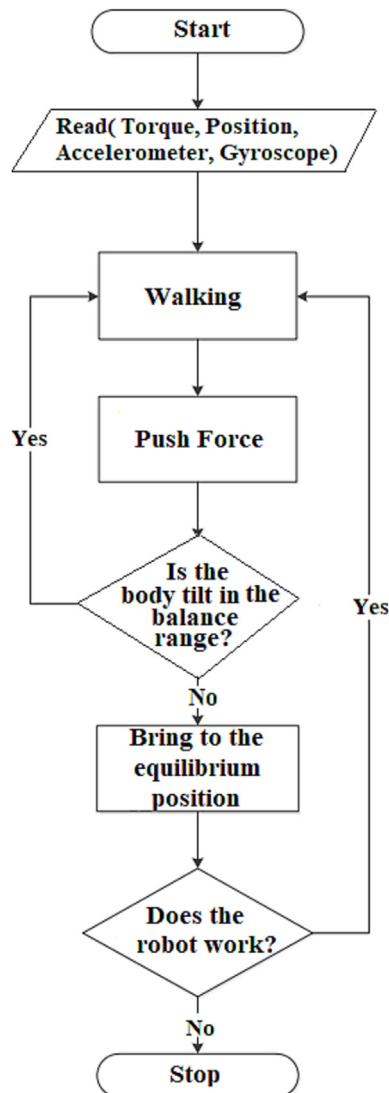 Start
Read( Torque, Position,
Accelerometer, Gyroscope)
Walking
Push Force
Yes
Is the
body tilt in the
balance
range?
Yes
No
Bring to the
equilibrium
position
Does the
robot work?
No
Stop